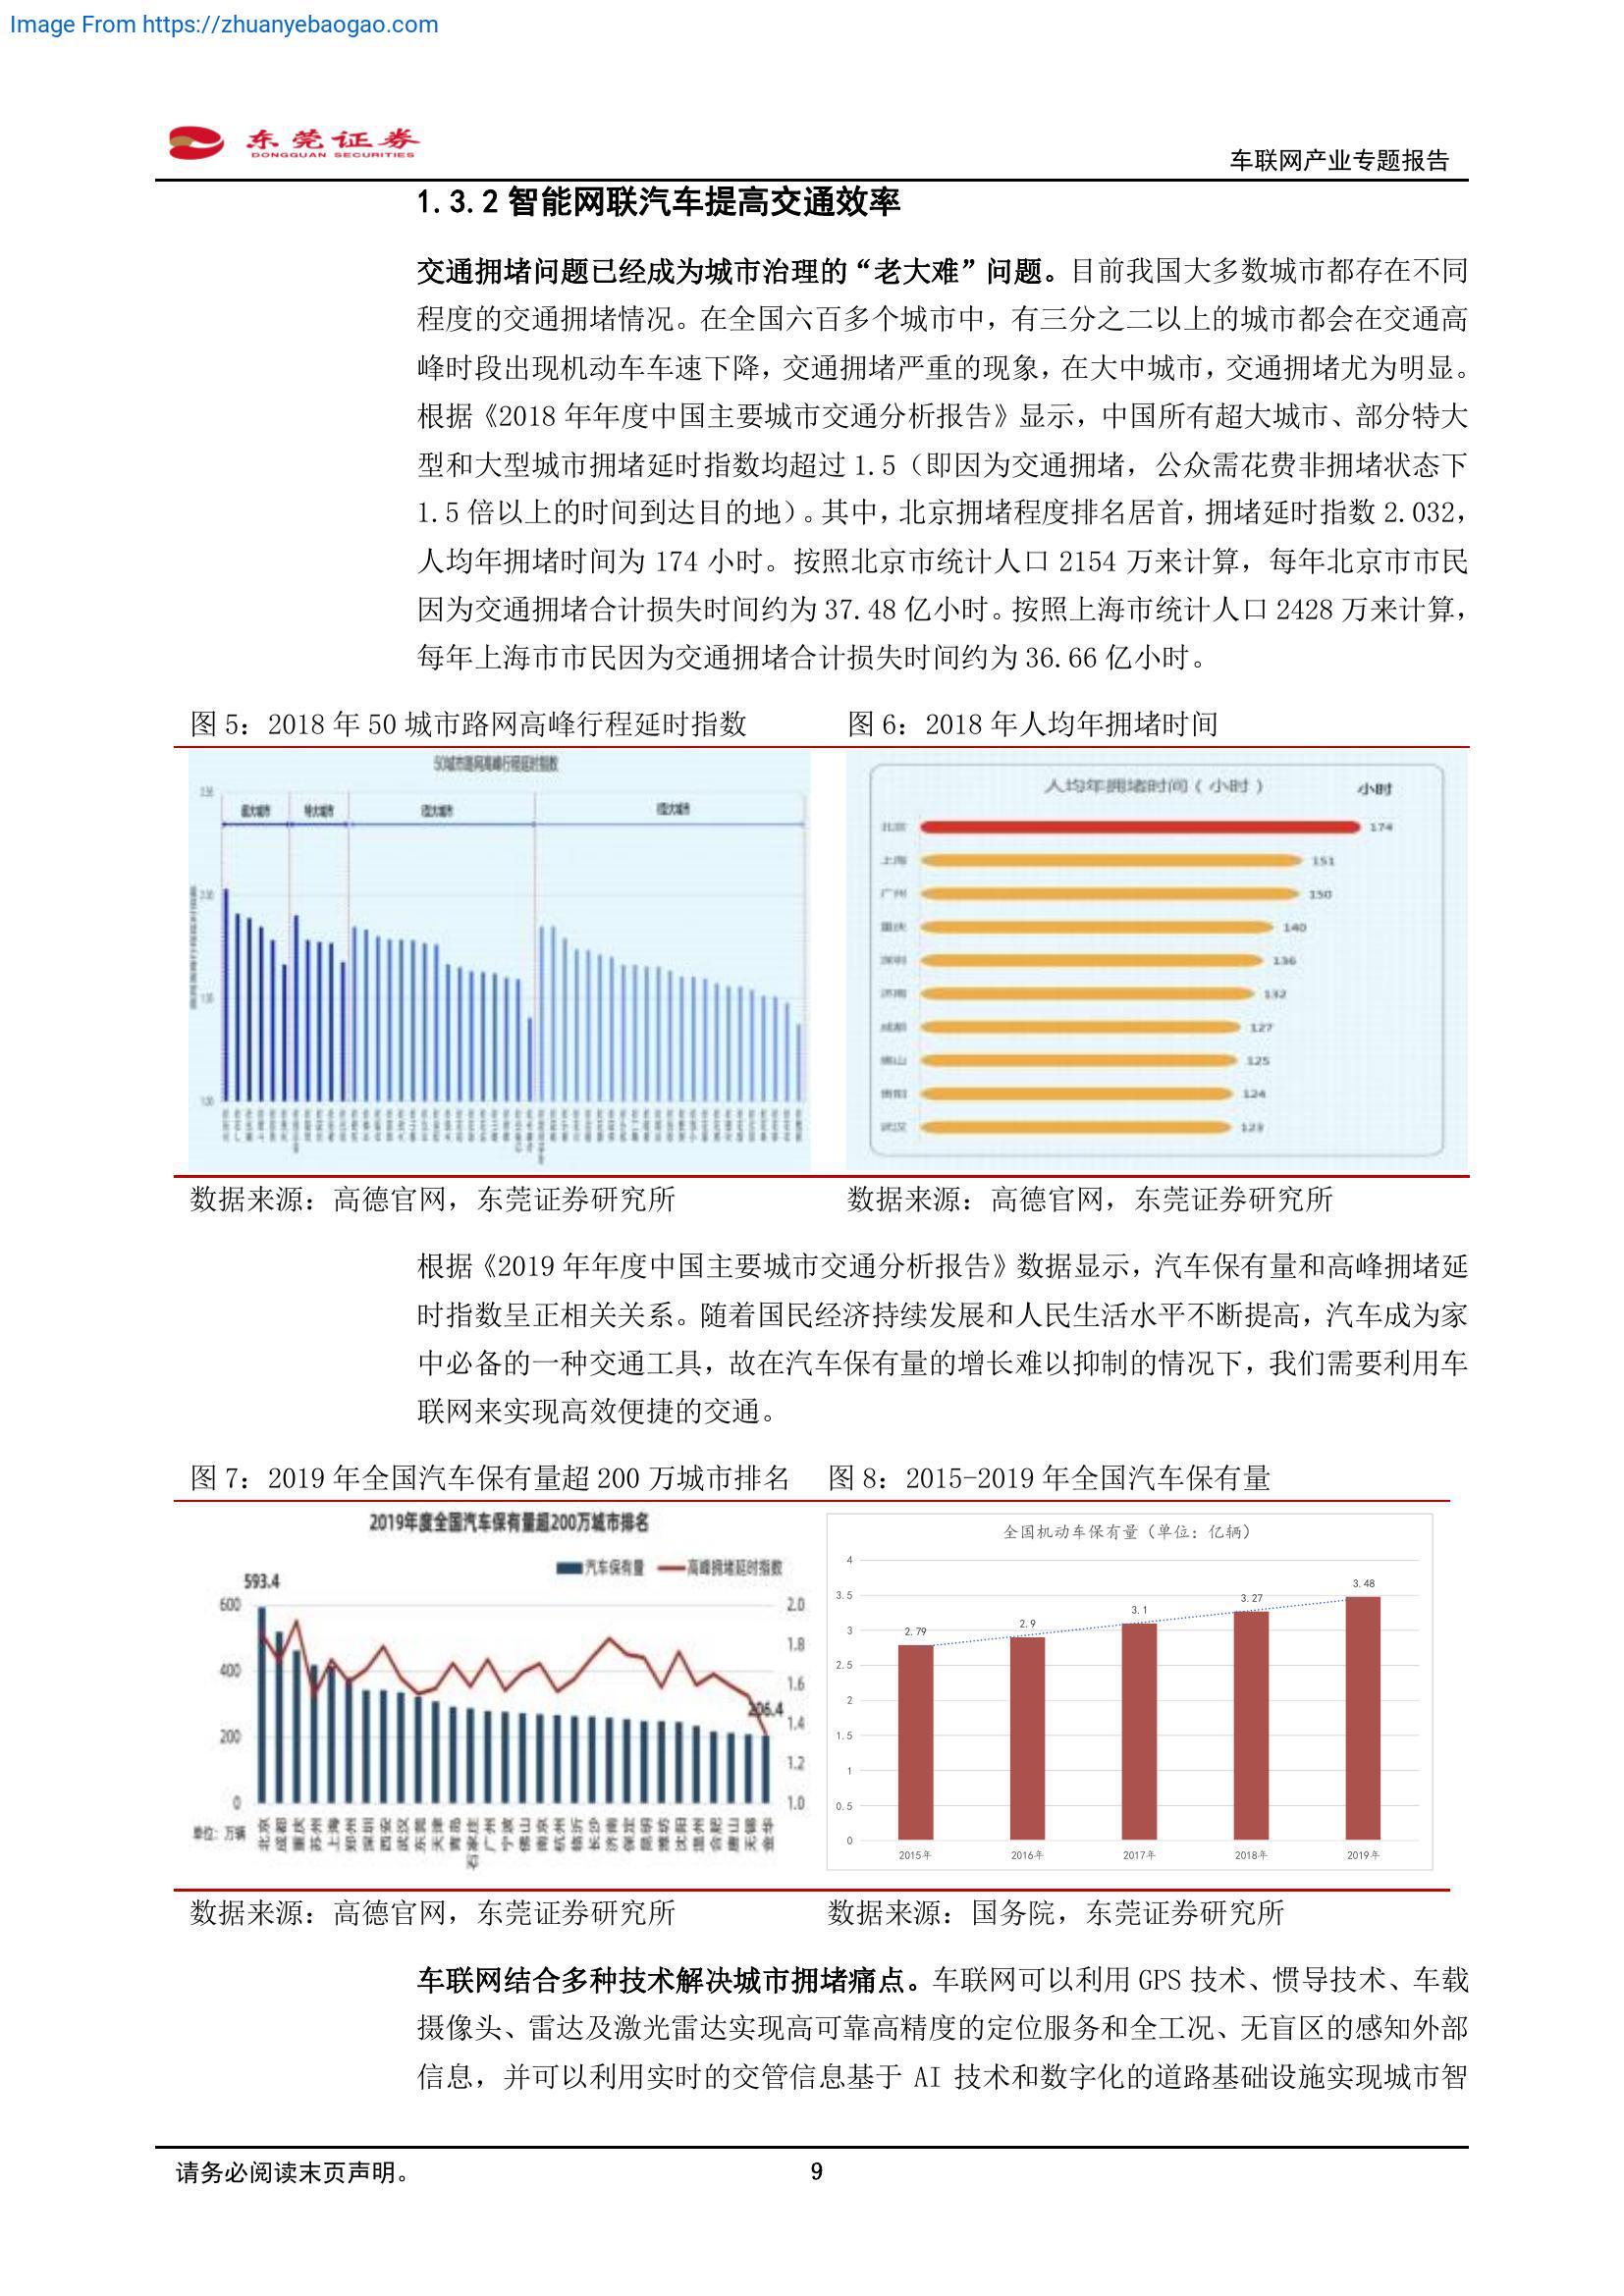 Image From https://zhuanyebaogao.com
东莞证券
DONGGUAN SECURITIES
车联网产业专题报告
1.3.2 智能网联汽车提高交通效率
交通拥堵问题已经成为城市治理的“老大难”问题。目前我国大多数城市都存在不同
程度的交通拥堵情况。在全国六百多个城市中，有三分之二以上的城市都会在交通高
峰时段出现机动车车速下降，交通拥堵严重的现象，在大中城市，交通拥堵尤为明显。
根据《2018 年年度中国主要城市交通分析报告》显示，中国所有超大城市、部分特大
型和大型城市拥堵延时指数均超过 1.5（即因为交通拥堵，公众需花费非拥堵状态下
1.5 倍以上的时间到达目的地）。其中，北京拥堵程度排名居首，拥堵延时指数 2.032，
人均年拥堵时间为 174 小时。按照北京市统计人口 2154 万来计算，每年北京市市民
因为交通拥堵合计损失时间约为 37.48 亿小时。按照上海市统计人口 2428 万来计算，
每年上海市市民因为交通拥堵合计损失时间约为 36.66 亿小时。
图 5：2018 年 50 城市路网高峰行程延时指数
50城市路网高峰行程延时指数
超大城市 特大城市 I型大城市 II型大城市
图 6：2018 年人均年拥堵时间
人均年拥堵时间（小时）
小时
北京 174
上海 151
广州 150
重庆 140
深圳 136
济南 132
成都 127
佛山 125
贵阳 124
武汉 123
数据来源：高德官网，东莞证券研究所
数据来源：高德官网，东莞证券研究所
根据《2019 年年度中国主要城市交通分析报告》数据显示，汽车保有量和高峰拥堵延
时指数呈正相关关系。随着国民经济持续发展和人民生活水平不断提高，汽车成为家
中必备的一种交通工具，故在汽车保有量的增长难以抑制的情况下，我们需要利用车
联网来实现高效便捷的交通。
图 7：2019 年全国汽车保有量超 200 万城市排名
2019年度全国汽车保有量超200万城市排名
汽车保有量 高峰拥堵延时指数
593.4
206.4
600
400
200
0
2.0
1.8
1.6
1.4
1.2
1.0
单位：万辆
北京 成都 重庆 苏州 上海 郑州 深圳 西安 武汉 东莞 天津 青岛 石家庄 广州 宁波 佛山 南京 杭州 临沂 长沙 济南 保定 昆明 潍坊 沈阳 温州 合肥 唐山 无锡 金华
图 8：2015-2019 年全国汽车保有量
全国机动车保有量（单位：亿辆）
4
3.5
3
2.5
2
1.5
1
0.5
0
2.79 2.9 3.1 3.27 3.48
2015年 2016年 2017年 2018年 2019年
数据来源：高德官网，东莞证券研究所
数据来源：国务院，东莞证券研究所
车联网结合多种技术解决城市拥堵痛点。车联网可以利用 GPS 技术、惯导技术、车载
摄像头、雷达及激光雷达实现高可靠高精度的定位服务和全工况、无盲区的感知外部
信息，并可以利用实时的交管信息基于 AI 技术和数字化的道路基础设施实现城市智
请务必阅读末页声明。
9